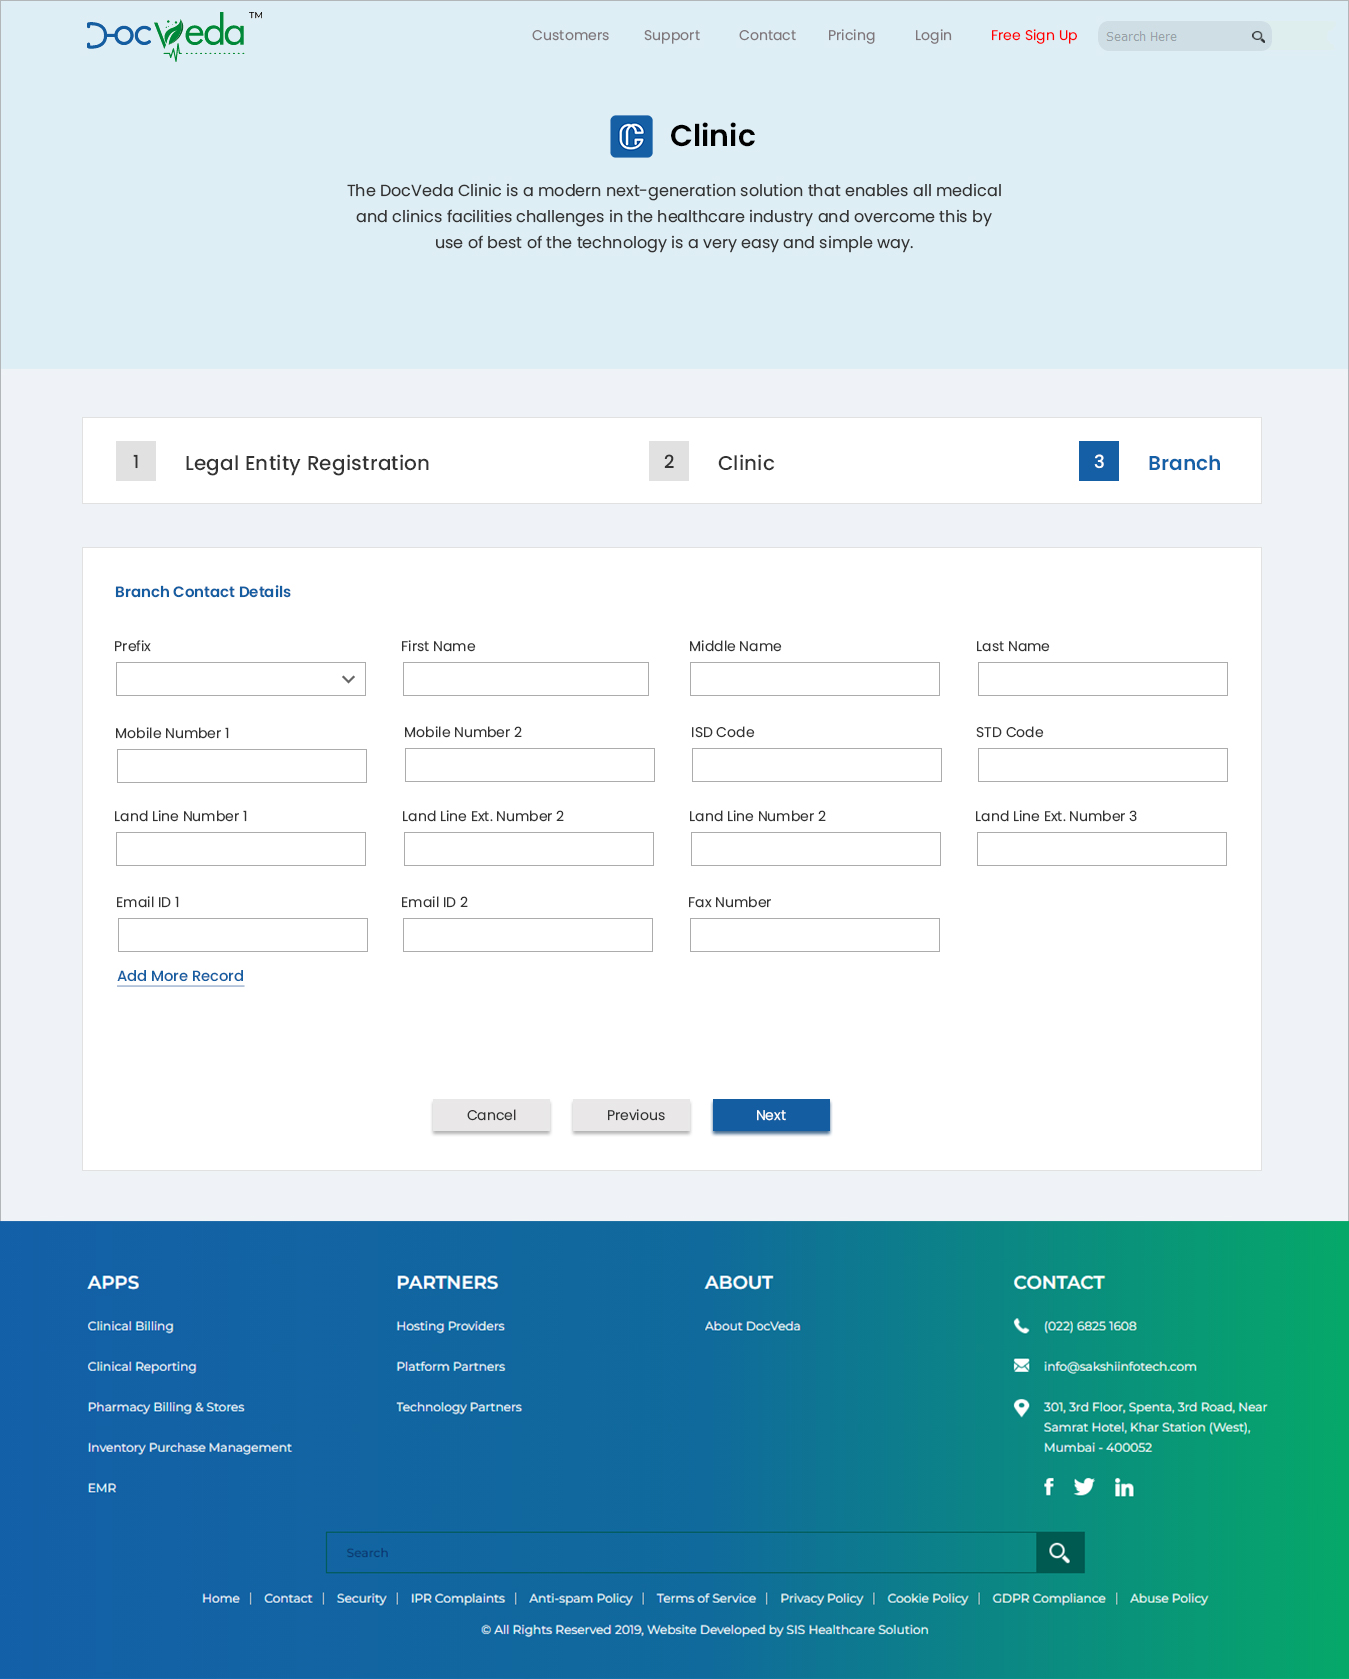 DocVeda™
Customers Support Contact Pricing Login Free Sign Up Search Here
Clinic
The DocVeda Clinic is a modern next-generation solution that enables all medical
and clinics facilities challenges in the healthcare industry and overcome this by
use of best of the technology is a very easy and simple way.
1 Legal Entity Registration 2 Clinic 3 Branch
Branch Contact Details
Prefix First Name Middle Name Last Name
Mobile Number 1 Mobile Number 2 ISD Code STD Code
Land Line Number 1 Land Line Ext. Number 2 Land Line Number 2 Land Line Ext. Number 3
Email ID 1 Email ID 2 Fax Number
Add More Record
Cancel Previous Next
APPS PARTNERS ABOUT CONTACT
Clinical Billing Hosting Providers About DocVeda (022) 6825 1608
Clinical Reporting Platform Partners info@sakshiinfotech.com
Pharmacy Billing & Stores Technology Partners 301, 3rd Floor, Spenta, 3rd Road, Near
Samrat Hotel, Khar Station (West),
Inventory Purchase Management Mumbai - 400052
EMR
Search
Home | Contact | Security | IPR Complaints | Anti-spam Policy | Terms of Service | Privacy Policy | Cookie Policy | GDPR Compliance | Abuse Policy
© All Rights Reserved 2019, Website Developed by SIS Healthcare Solution